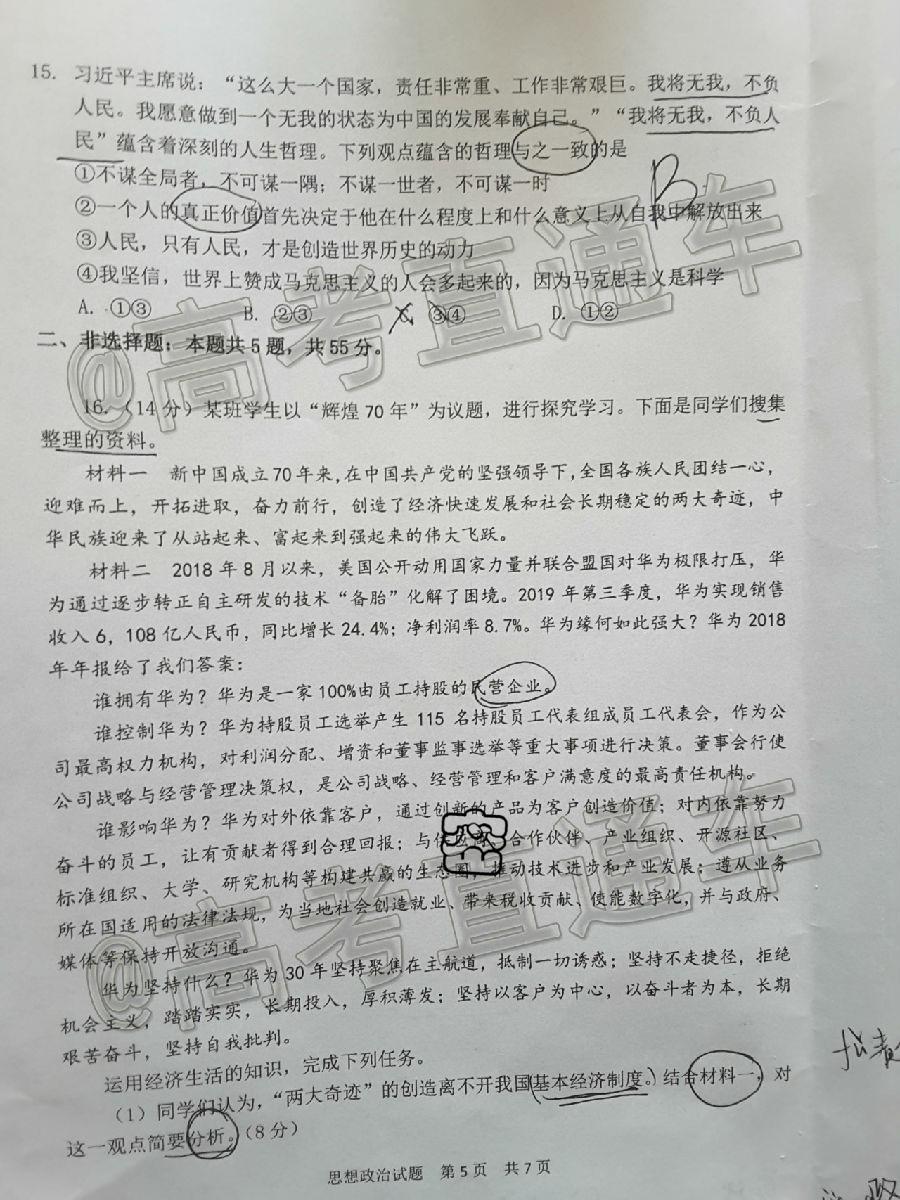 15. 习近平主席说：“这么大一个国家，责任非常重、工作非常艰巨。我将无我，不负
人民。我愿意做到一个无我的状态为中国的发展奉献自己。”“我将无我，不负人
民”蕴含着深刻的人生哲理。下列观点蕴含的哲理与之一致的是
①不谋全局者，不可谋一隅；不谋一世者，不可谋一时
B
②一个人的真正价值首先决定于他在什么程度上和什么意义上从自我中解放出来
③人民，只有人民，才是创造世界历史的动力
④我坚信，世界上赞成马克思主义的人会多起来的，因为马克思主义是科学
A. ①③ B. ②③ C. ③④ D. ①②
二、非选择题：本题共5题，共55分。
16.（14分）某班学生以“辉煌70年”为议题，进行探究学习。下面是同学们搜集
整理的资料。
材料一 新中国成立70年来，在中国共产党的坚强领导下，全国各族人民团结一心，
迎难而上，开拓进取，奋力前行，创造了经济快速发展和社会长期稳定的两大奇迹，中
华民族迎来了从站起来、富起来到强起来的伟大飞跃。
材料二 2018年8月以来，美国公开动用国家力量并联合盟国对华为极限打压，华
为通过逐步转正自主研发的技术“备胎”化解了困境。2019年第三季度，华为实现销售
收入6，108亿人民币，同比增长24.4%；净利润率8.7%。华为缘何如此强大？华为2018
年年报给了我们答案：
谁拥有华为？华为是一家100%由员工持股的民营企业。
谁控制华为？华为持股员工选举产生115名持股员工代表组成员工代表会，作为公
司最高权力机构，对利润分配、增资和董事监事选举等重大事项进行决策。董事会行使
公司战略与经营管理决策权，是公司战略、经营管理和客户满意度的最高责任机构。
谁影响华为？华为对外依靠客户，通过创新的产品为客户创造价值；对内依靠努力
奋斗的员工，让有贡献者得到合理回报；与供应商、合作伙伴、产业组织、开源社区、
标准组织、大学、研究机构等构建共赢的生态圈，推动技术进步和产业发展；遵从业务
所在国适用的法律法规，为当地社会创造就业、带来税收贡献、使能数字化，并与政府、
媒体等保持开放沟通。
华为坚持什么？华为30年坚持聚焦在主航道，抵制一切诱惑；坚持不走捷径，拒绝
机会主义，踏踏实实，长期投入，厚积薄发；坚持以客户为中心，以奋斗者为本，长期
艰苦奋斗，坚持自我批判。
运用经济生活的知识，完成下列任务。
（1）同学们认为，“两大奇迹”的创造离不开我国基本经济制度。结合材料一，对
这一观点简要分析。（8分）
思想政治试题 第5页 共7页
@高考直通车
@高考直通车